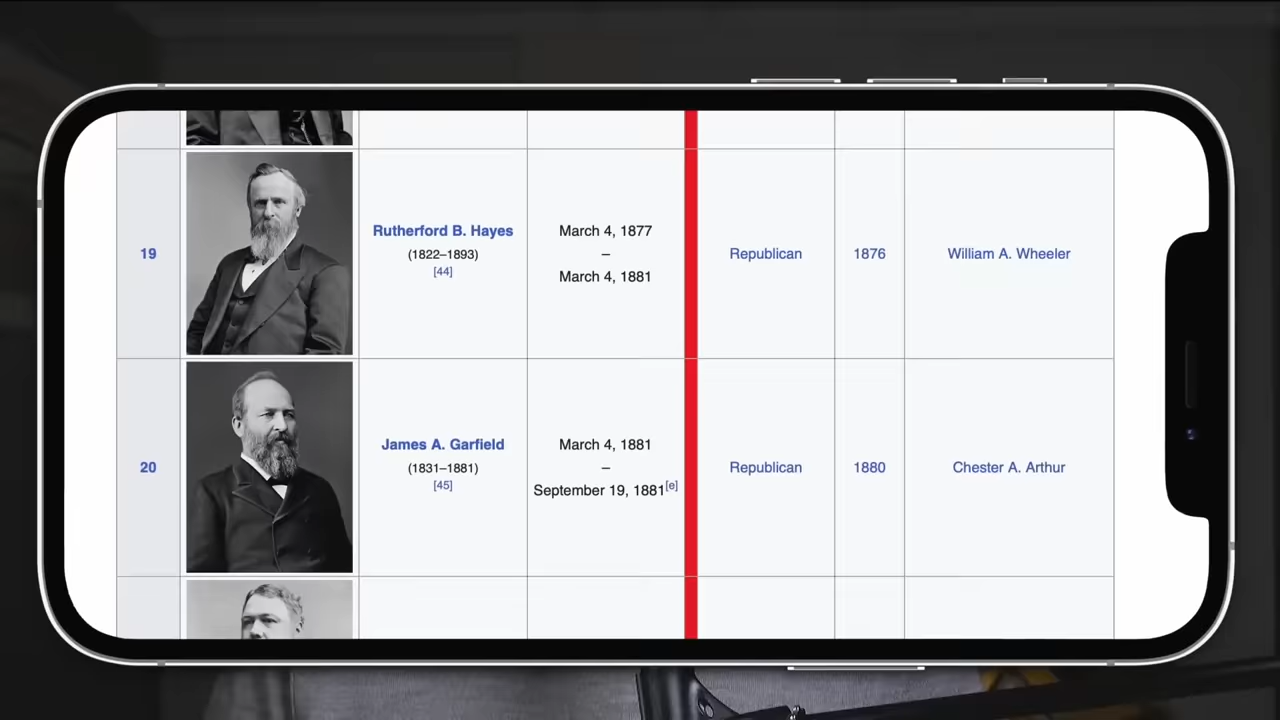 19
Rutherford B. Hayes
(1822–1893)
[44]
March 4, 1877
–
March 4, 1881
Republican
1876
William A. Wheeler
20
James A. Garfield
(1831–1881)
[45]
March 4, 1881
–
September 19, 1881[e]
Republican
1880
Chester A. Arthur